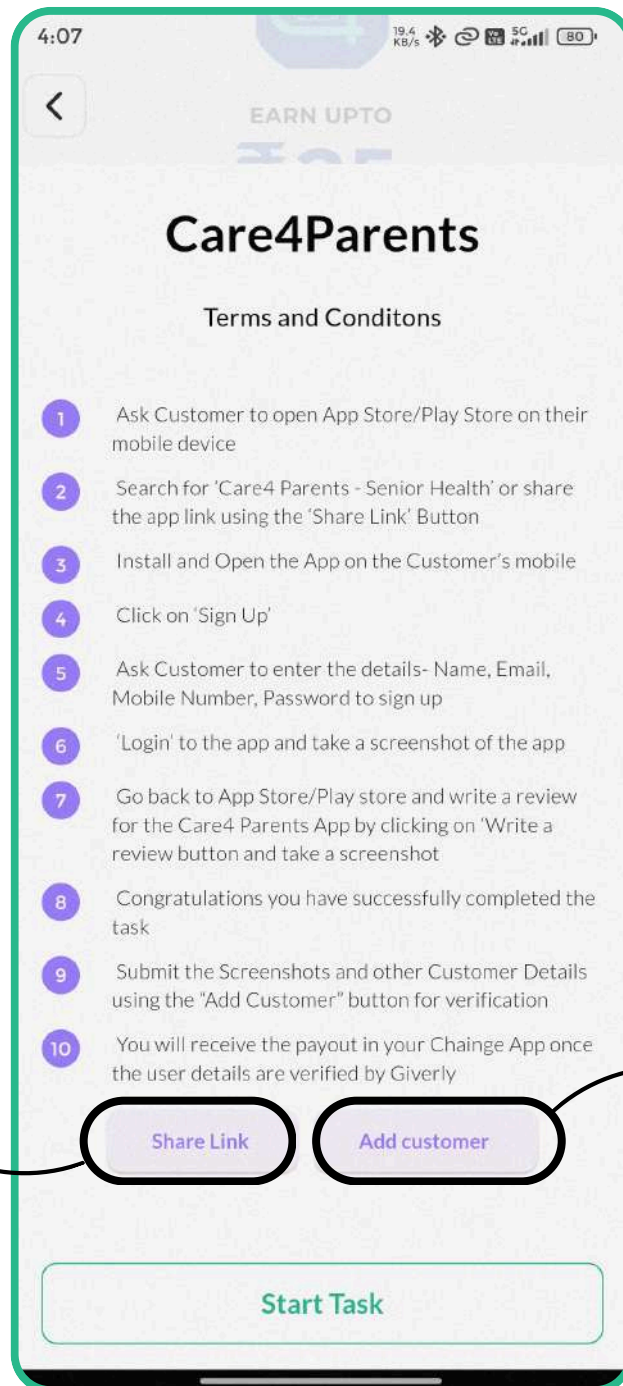 4:07
19.4 KB/s
Vo LTE
5G
80
EARN UPTO
Care4Parents
Terms and Conditons
1 Ask Customer to open App Store/Play Store on their
mobile device
2 Search for 'Care4 Parents - Senior Health' or share
the app link using the 'Share Link' Button
3 Install and Open the App on the Customer's mobile
4 Click on 'Sign Up'
5 Ask Customer to enter the details- Name, Email,
Mobile Number, Password to sign up
6 'Login' to the app and take a screenshot of the app
7 Go back to App Store/Play store and write a review
for the Care4 Parents App by clicking on 'Write a
review button and take a screenshot
8 Congratulations you have successfully completed the
task
9 Submit the Screenshots and other Customer Details
using the "Add Customer" button for verification
10 You will receive the payout in your Chainge App once
the user details are verified by Giverly
Share Link
Add customer
Start Task